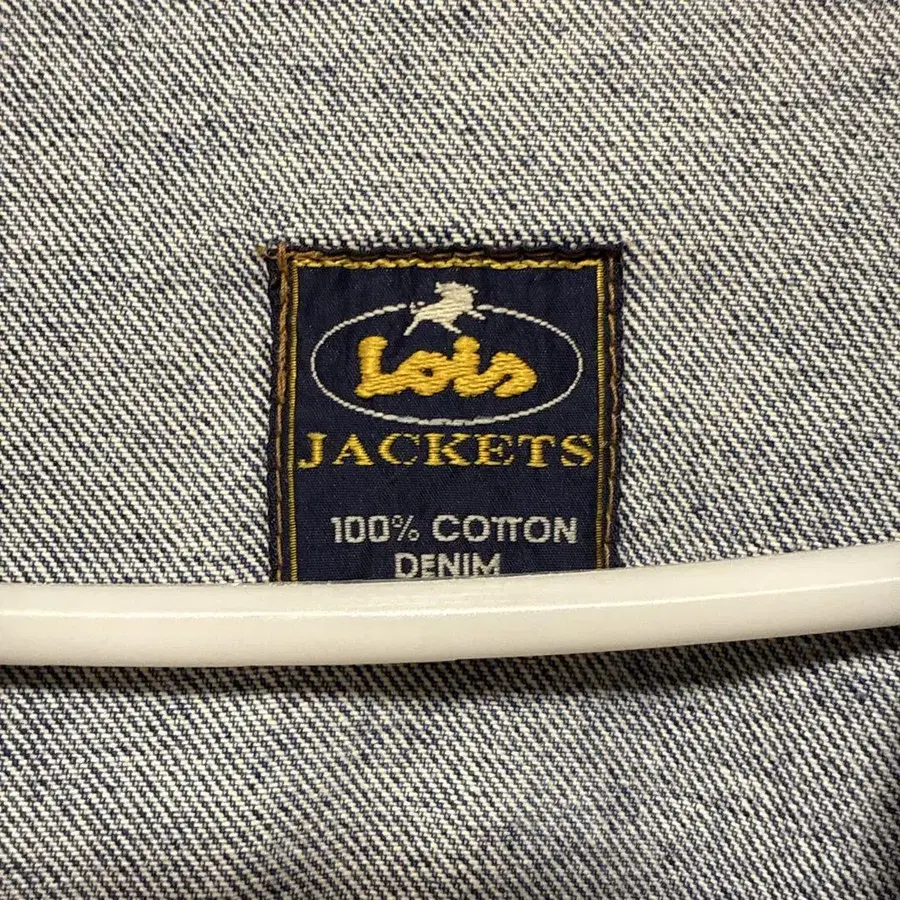 Lois
JACKETS
100% COTTON
DENIM